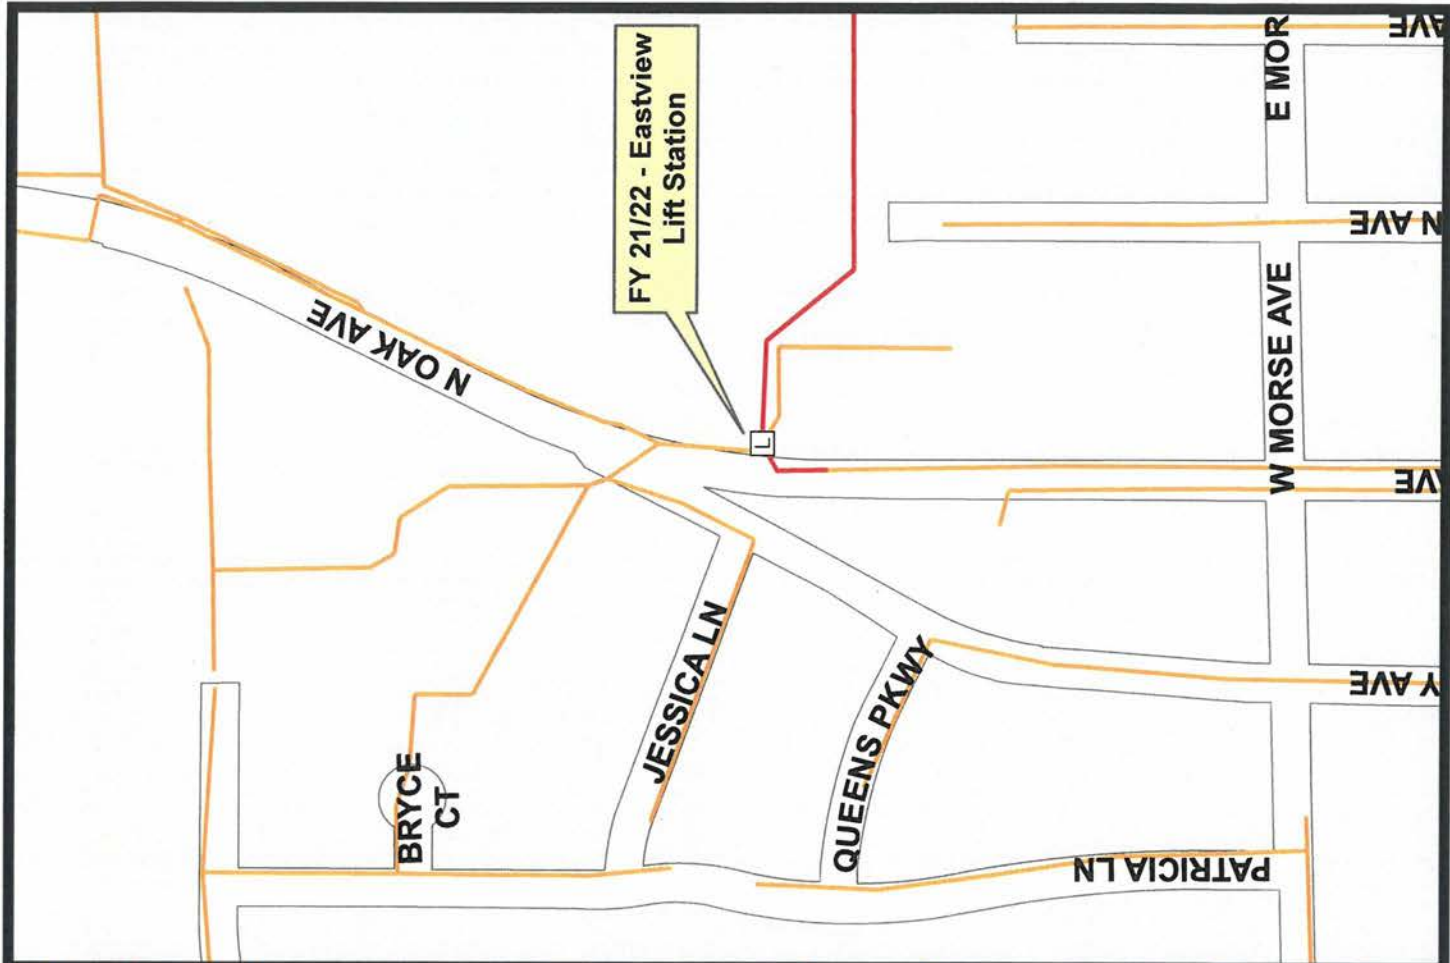 FY 21/22 - Eastview
Lift Station
N OAK AVE
E MOR
AVE
N AVE
W MORSE AVE
AVE
Y AVE
JESSICA LN
QUEENS PKWY
BRYCE
CT
PATRICIA LN
L